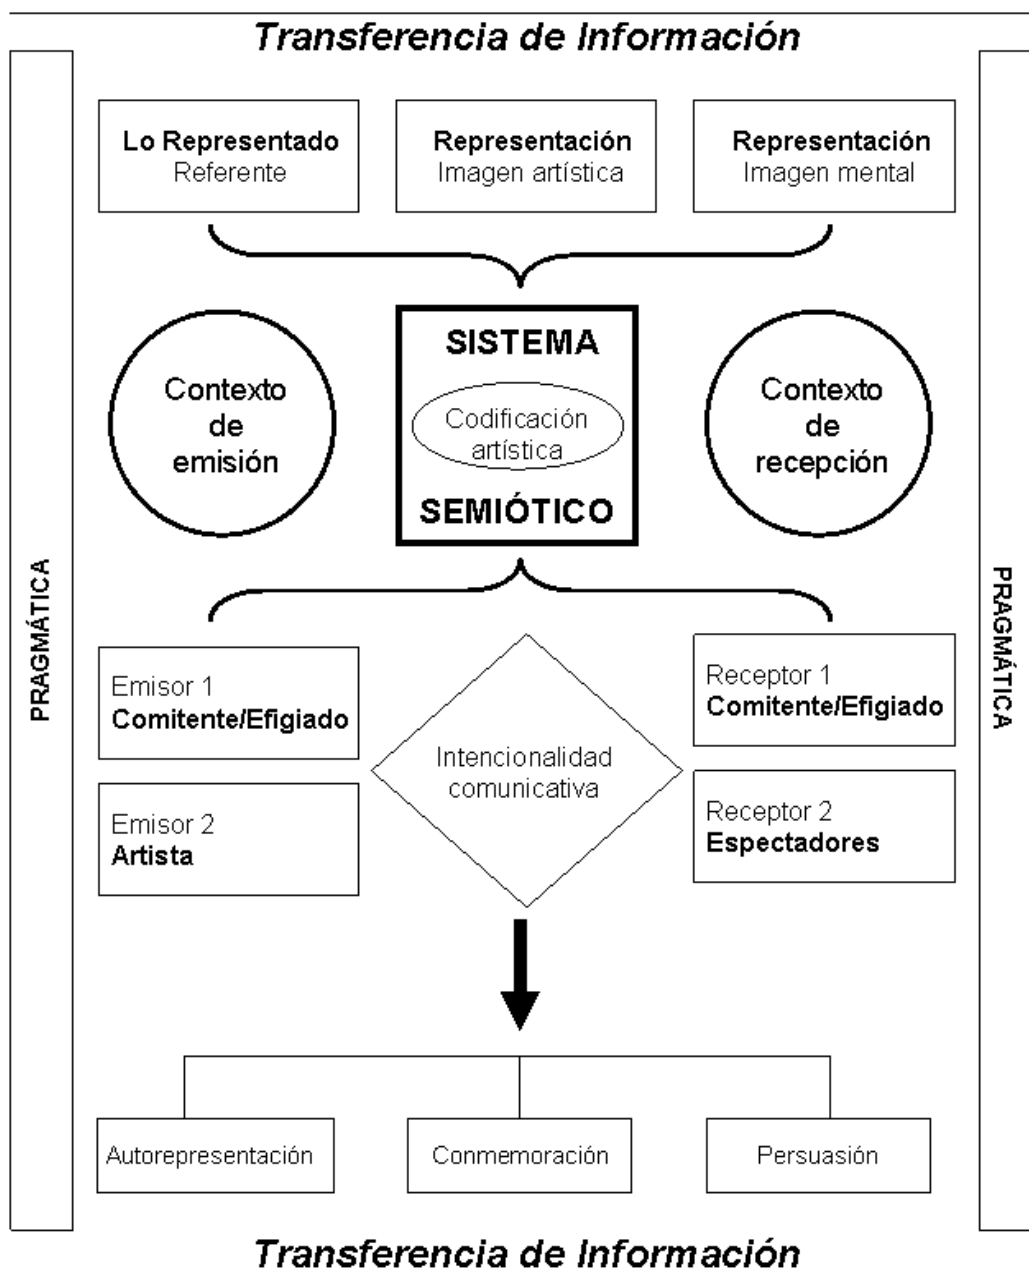 Transferencia de Información
Lo Representado
Referente
Representación
Imagen artística
Representación
Imagen mental
Contexto
de
emisión
SISTEMA
Codificación
artística
SEMIÓTICO
Contexto
de
recepción
PRAGMÁTICA
PRAGMÁTICA
Emisor 1
Comitente/Efigiado
Emisor 2
Artista
Intencionalidad
comunicativa
Receptor 1
Comitente/Efigiado
Receptor 2
Espectadores
Autorepresentación
Conmemoración
Persuasión
Transferencia de Información